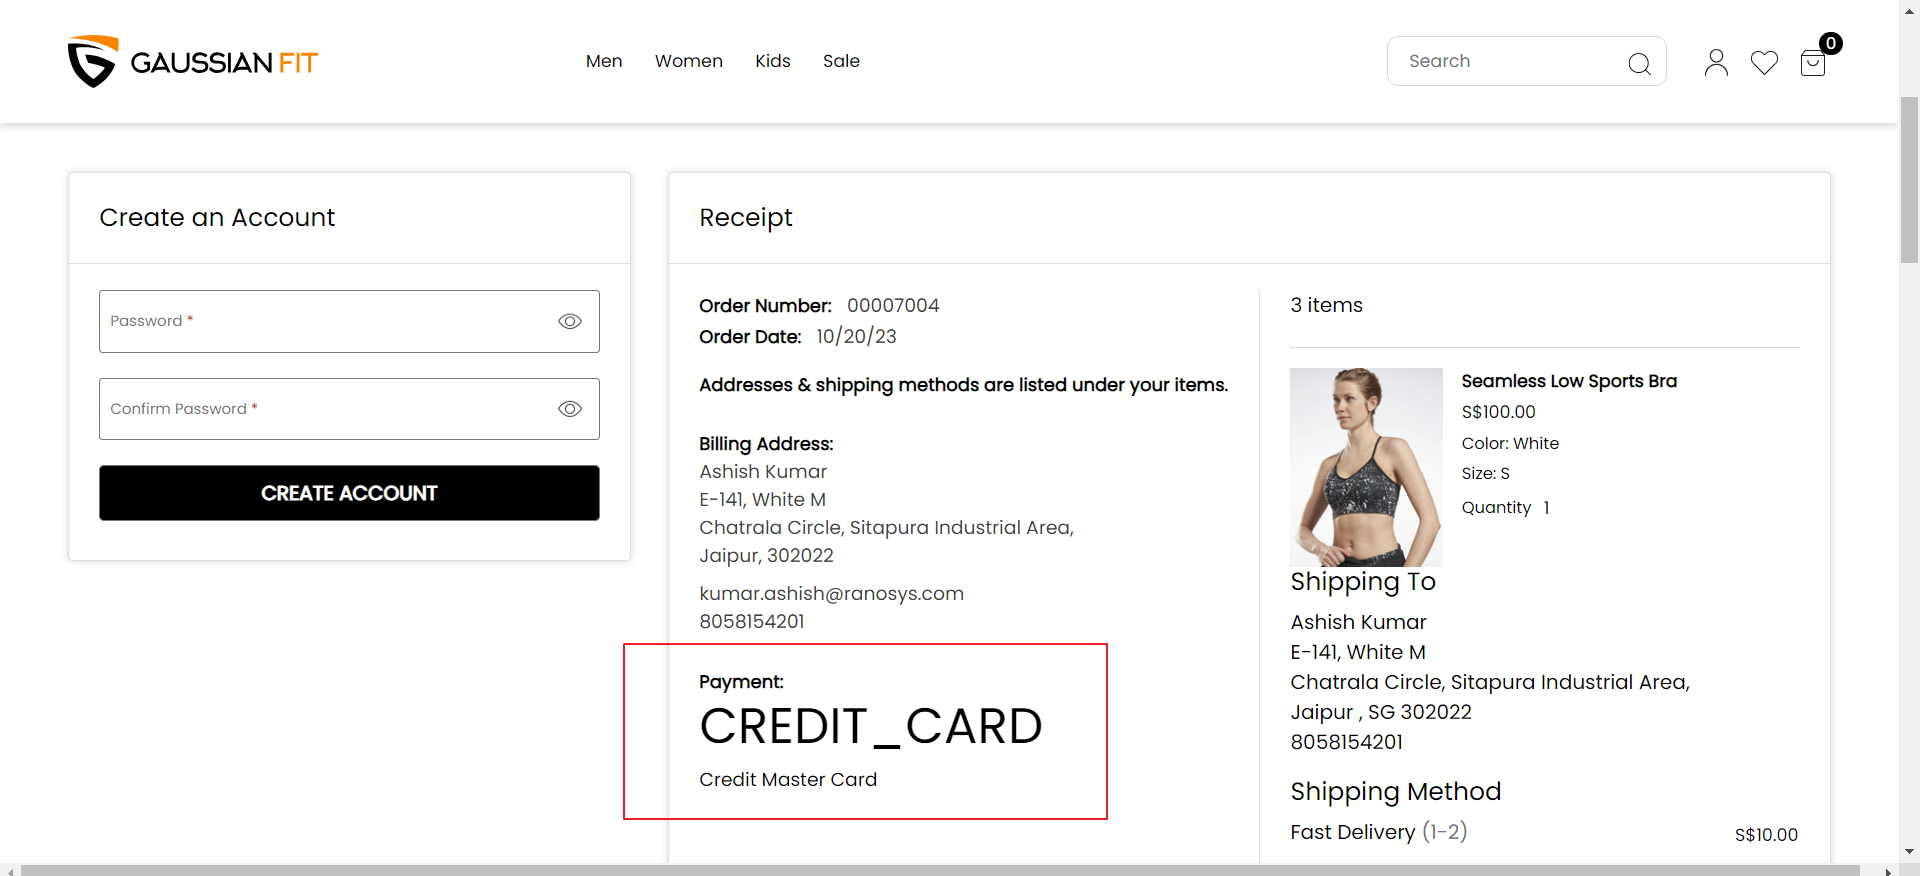 GAUSSIAN FIT
Men Women Kids Sale
Search
0
Create an Account
Password *
Confirm Password *
CREATE ACCOUNT
Receipt
Order Number: 00007004
Order Date: 10/20/23
Addresses & shipping methods are listed under your items.
Billing Address:
Ashish Kumar
E-141, White M
Chatrala Circle, Sitapura Industrial Area,
Jaipur, 302022
kumar.ashish@ranosys.com
8058154201
Payment:
CREDIT_CARD
Credit Master Card
3 items
Seamless Low Sports Bra
S$100.00
Color: White
Size: S
Quantity 1
Shipping To
Ashish Kumar
E-141, White M
Chatrala Circle, Sitapura Industrial Area,
Jaipur , SG 302022
8058154201
Shipping Method
Fast Delivery (1-2) S$10.00